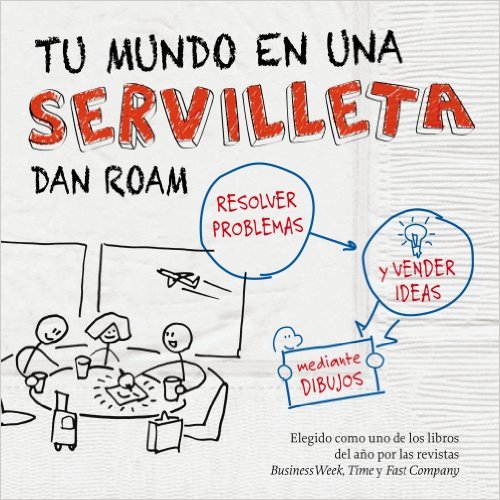 TU MUNDO EN UNA
SERVILLETA
DAN ROAM
RESOLVER
PROBLEMAS
y VENDER
IDEAS
mediante
DIBUJOS
Elegido como uno de los libros
del año por las revistas
BusinessWeek, Time y Fast Company